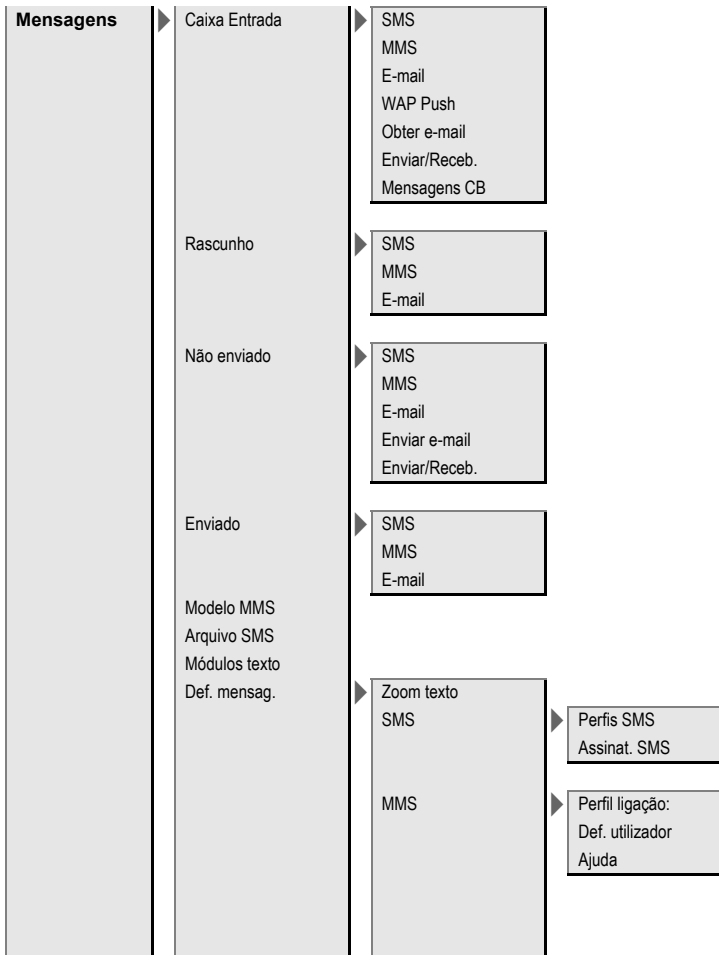 Mensagens
Caixa Entrada
SMS
MMS
E-mail
WAP Push
Obter e-mail
Enviar/Receb.
Mensagens CB
Rascunho
SMS
MMS
E-mail
Não enviado
SMS
MMS
E-mail
Enviar e-mail
Enviar/Receb.
Enviado
SMS
MMS
E-mail
Modelo MMS
Arquivo SMS
Módulos texto
Def. mensag.
Zoom texto
SMS
Perfis SMS
Assinat. SMS
MMS
Perfil ligação:
Def. utilizador
Ajuda